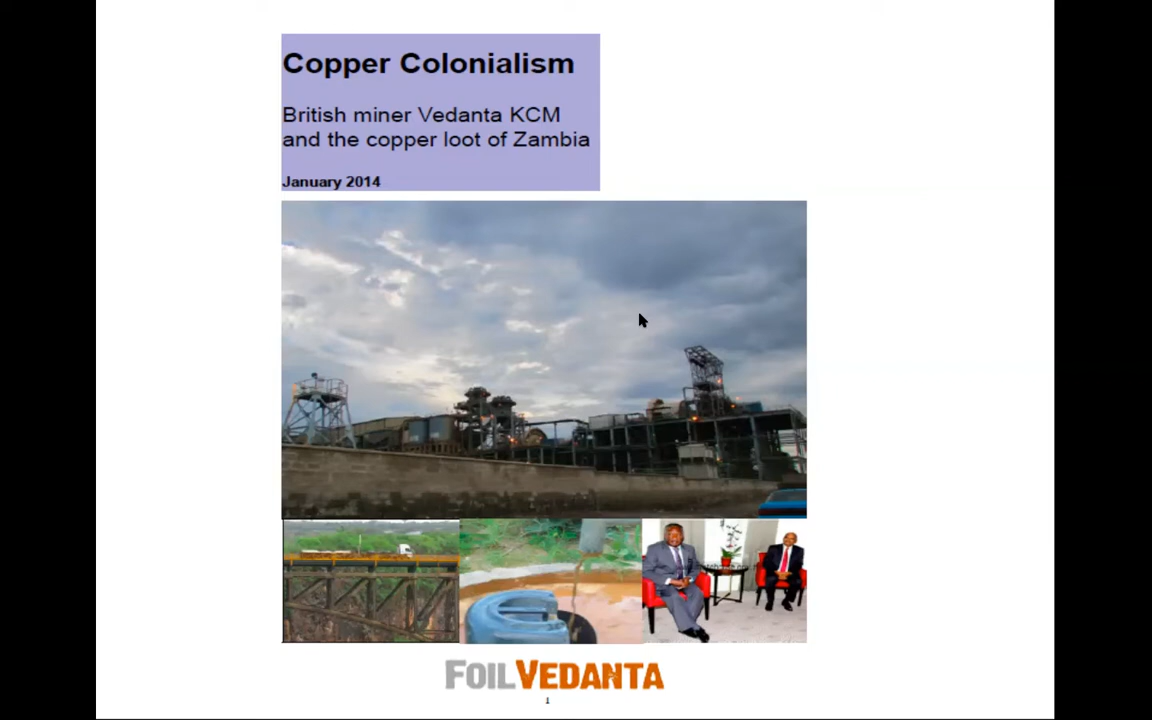 Copper Colonialism
British miner Vedanta KCM
and the copper loot of Zambia
January 2014
FOILVEDANTA
1